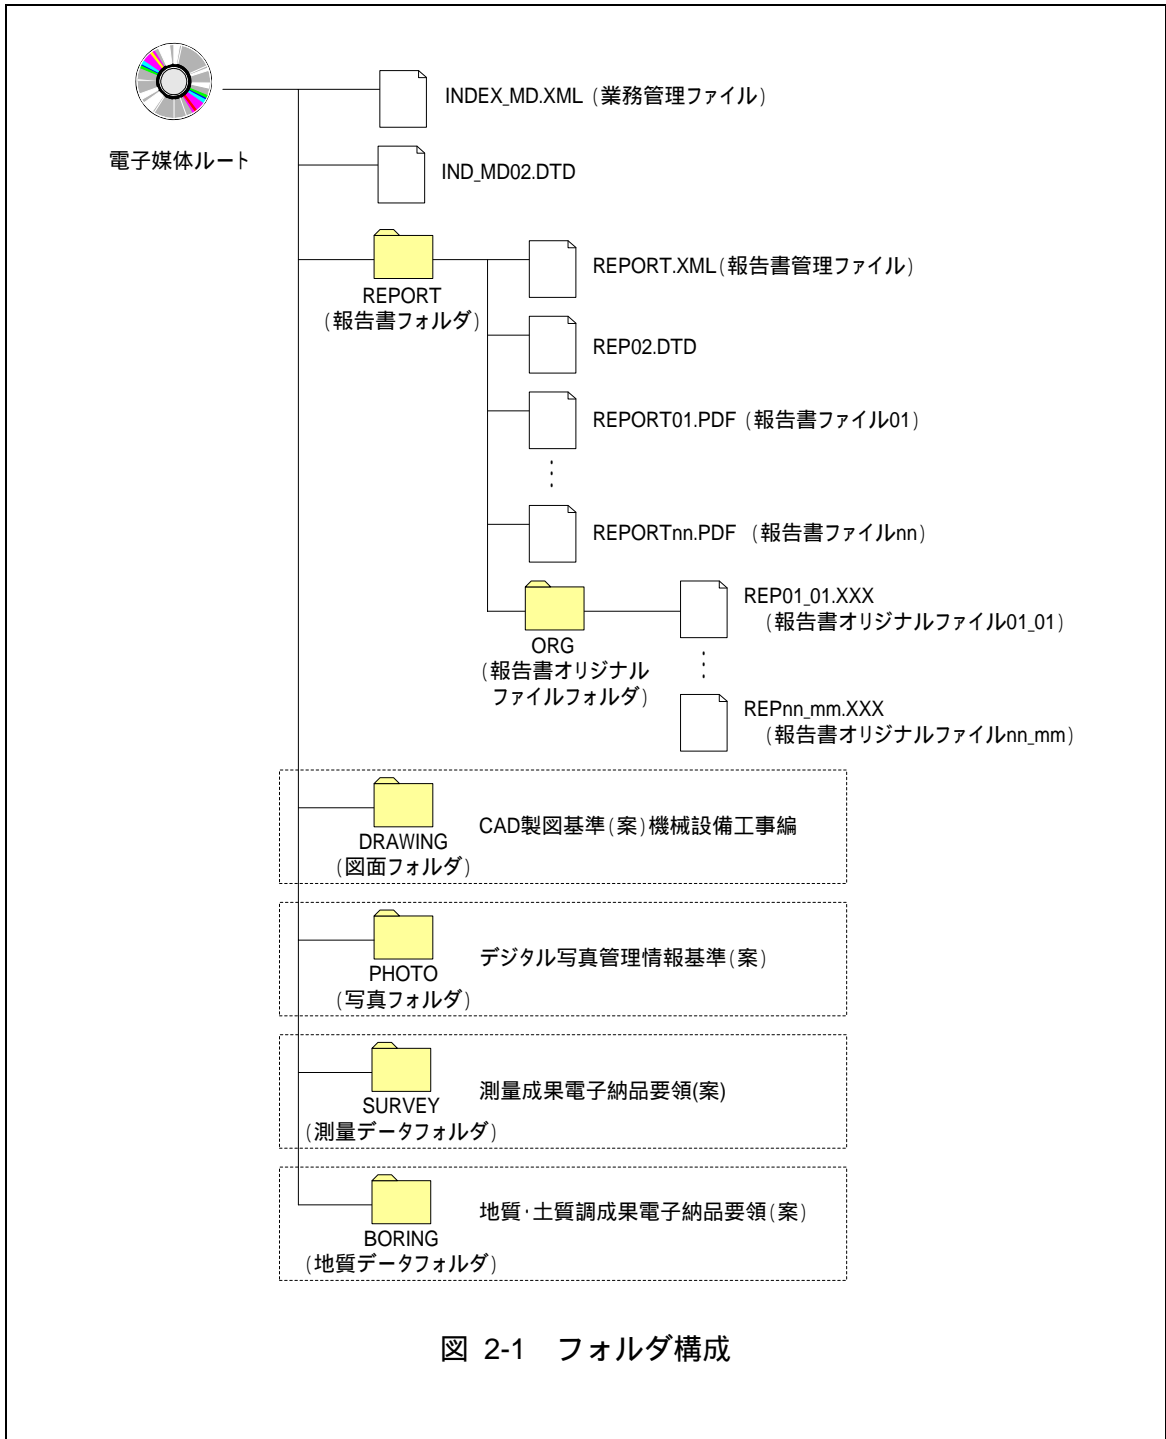 電子媒体ルート
INDEX_MD.XML（業務管理ファイル）
IND_MD02.DTD
REPORT
（報告書フォルダ）
REPORT.XML（報告書管理ファイル）
REP02.DTD
REPORT01.PDF（報告書ファイル01）
REPORTnn.PDF（報告書ファイルnn）
ORG
（報告書オリジナル
ファイルフォルダ）
REP01_01.XXX
（報告書オリジナルファイル01_01）
REPnn_mm.XXX
（報告書オリジナルファイルnn_mm）
DRAWING
（図面フォルダ）
CAD製図基準（案）機械設備工事編
PHOTO
（写真フォルダ）
デジタル写真管理情報基準（案）
SURVEY
（測量データフォルダ）
測量成果電子納品要領(案)
BORING
（地質データフォルダ）
地質・土質調成果電子納品要領（案）
図 2-1　フォルダ構成